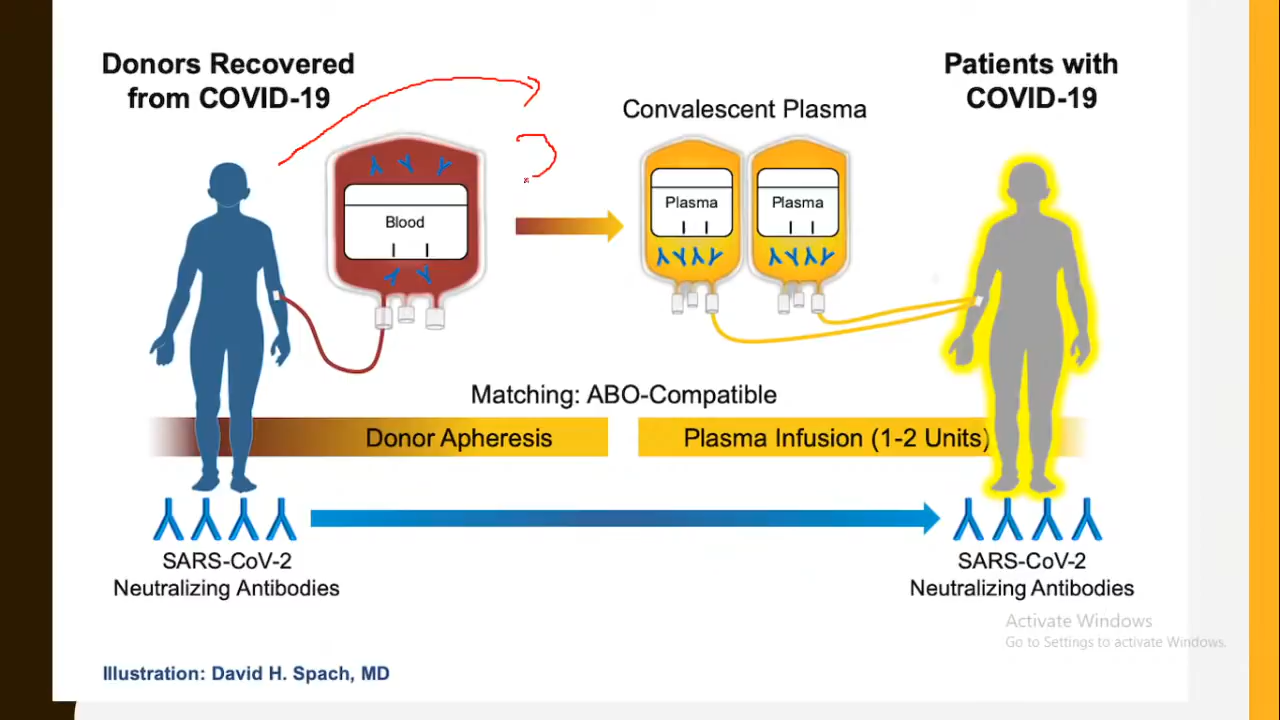 Donors Recovered
from COVID-19
Patients with
COVID-19
Convalescent Plasma
Blood
Plasma
Plasma
Matching: ABO-Compatible
Donor Apheresis
Plasma Infusion (1-2 Units)
SARS-CoV-2
Neutralizing Antibodies
SARS-CoV-2
Neutralizing Antibodies
Activate Windows
Go to Settings to activate Windows.
Illustration: David H. Spach, MD